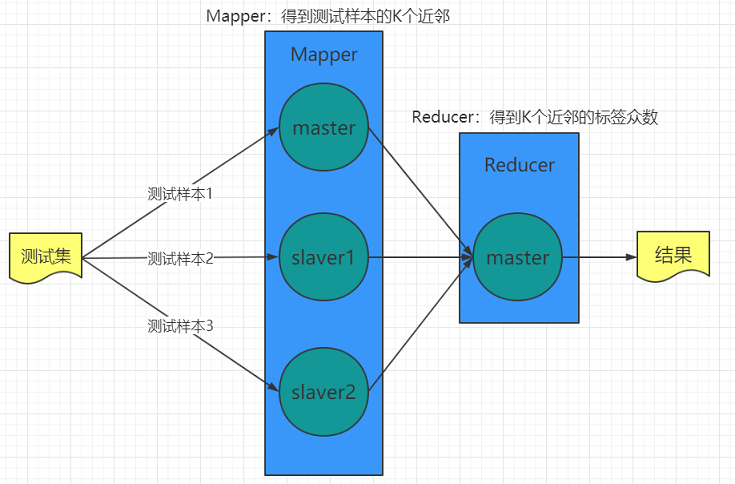 Mapper：得到测试样本的K个近邻
Mapper
master
Reducer：得到K个近邻的标签众数
Reducer
测试样本1
测试集
测试样本2
slaver1
master
结果
测试样本3
slaver2